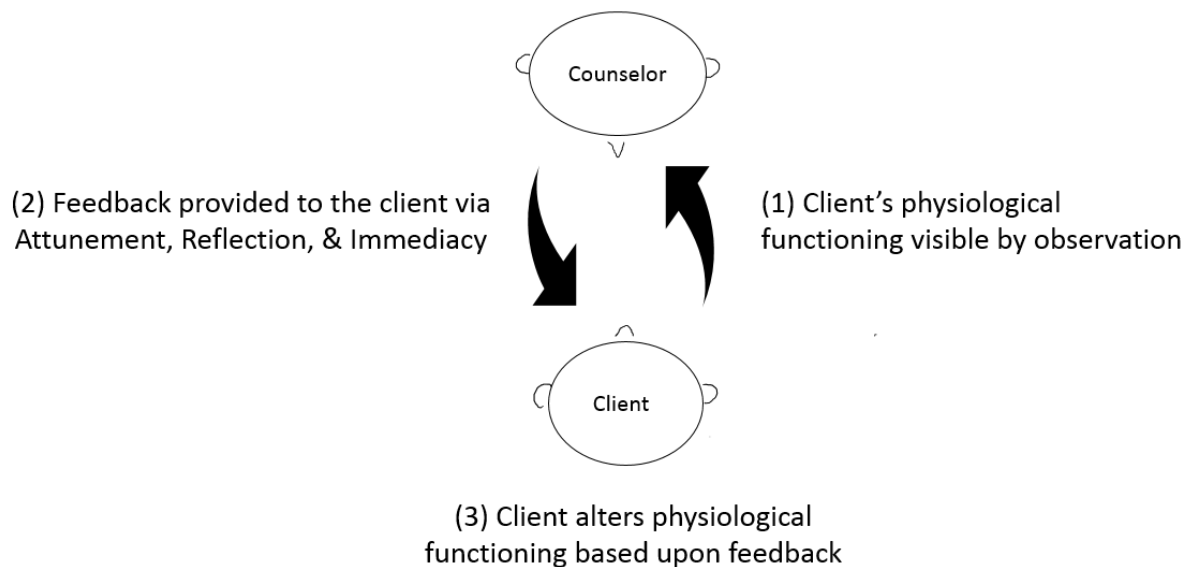 Counselor
(2) Feedback provided to the client via
Attunement, Reflection, & Immediacy
(1) Client's physiological
functioning visible by observation
Client
(3) Client alters physiological
functioning based upon feedback